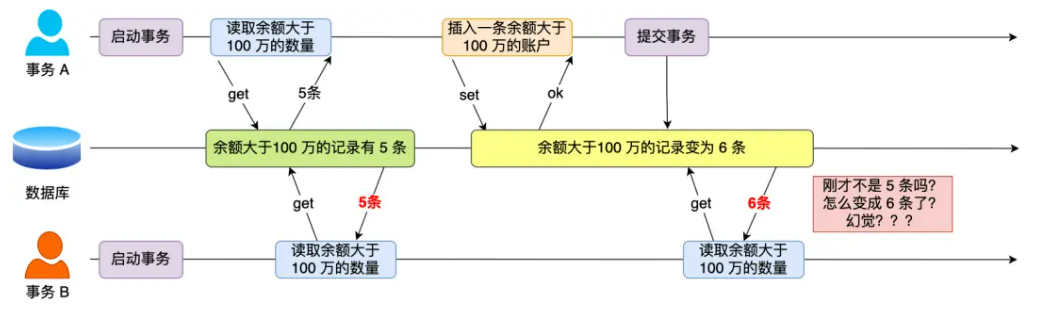 启动事务
读取余额大于
100 万的数量
插入一条余额大于
100 万的账户
提交事务
事务 A
get
5条
set
ok
余额大于100 万的记录有 5 条
余额大于100 万的记录变为 6 条
数据库
get
5条
get
6条
刚才不是 5 条吗？
怎么变成 6 条了？
幻觉？？？
启动事务
读取余额大于
100 万的数量
读取余额大于
100 万的数量
事务 B